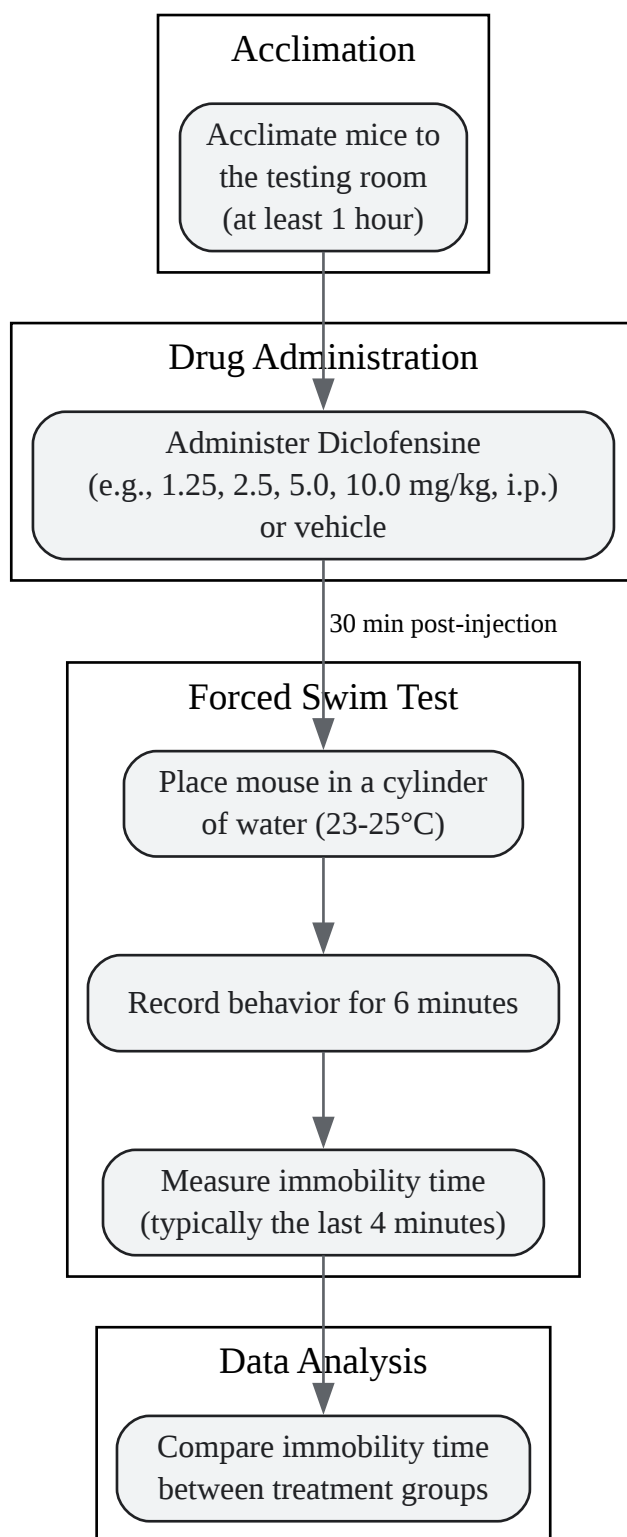 Acclimation
Acclimate mice to
the testing room
(at least 1 hour)
Drug Administration
Administer Diclofensine
(e.g., 1.25, 2.5, 5.0, 10.0 mg/kg, i.p.)
or vehicle
30 min post-injection
Forced Swim Test
Place mouse in a cylinder
of water (23-25°C)
Record behavior for 6 minutes
Measure immobility time
(typically the last 4 minutes)
Data Analysis
Compare immobility time
between treatment groups